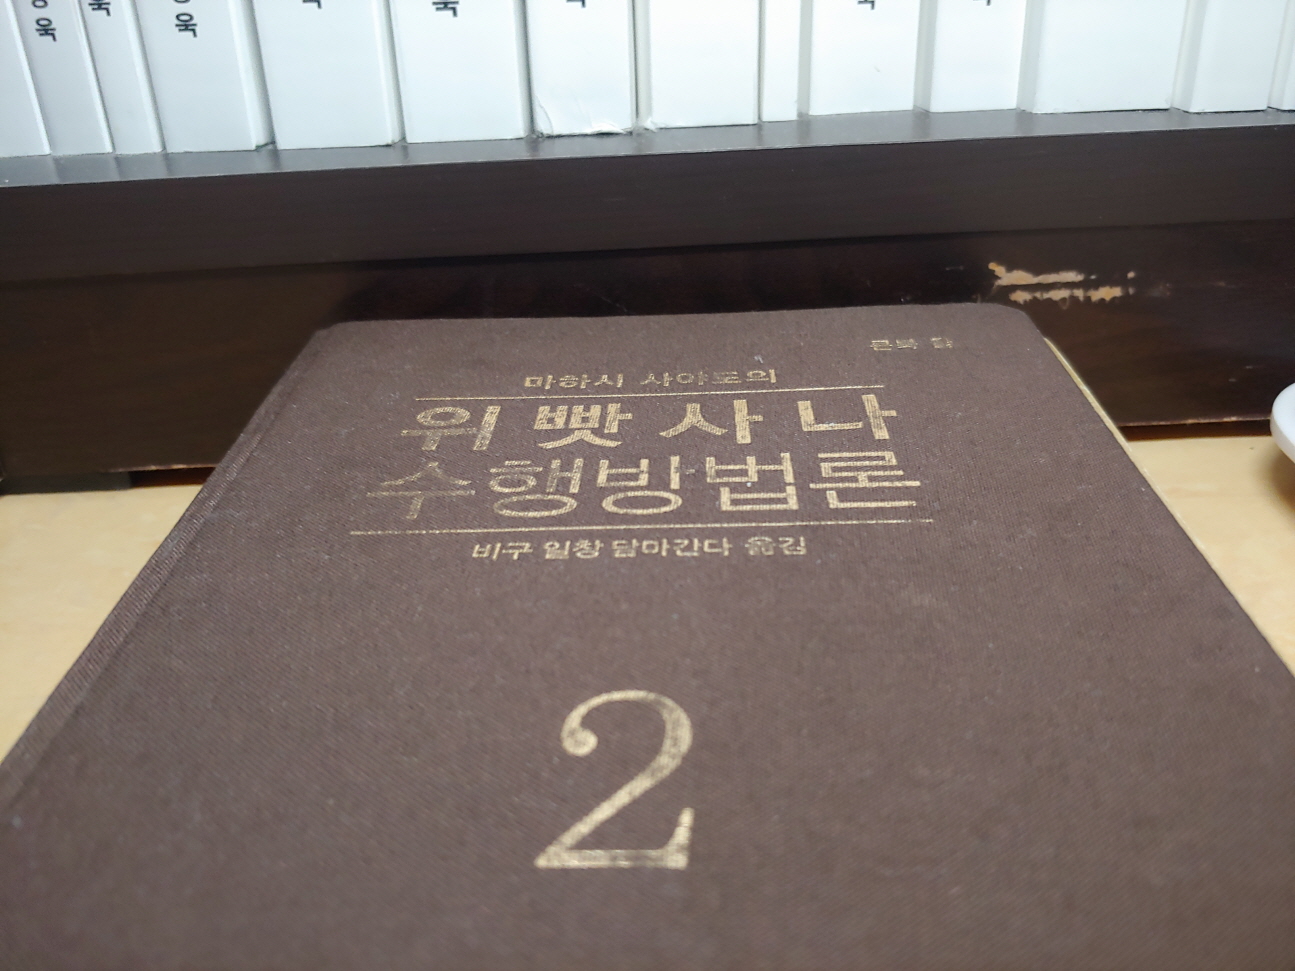 마하시 사야도의
위빳사나
수행방법론
비구 일창 담마간다 옮김
2